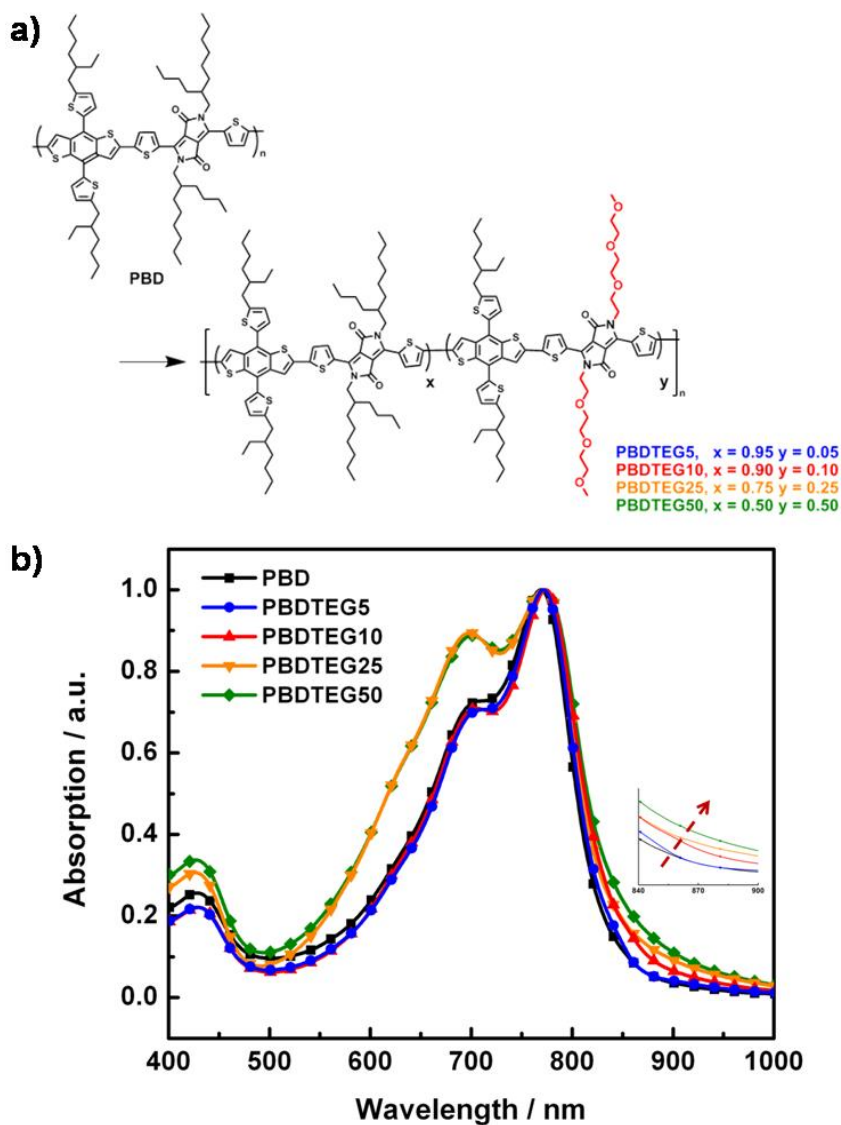 a)
PBD
n
x
y
n
PBDTEG5, x = 0.95 y = 0.05
PBDTEG10, x = 0.90 y = 0.10
PBDTEG25, x = 0.75 y = 0.25
PBDTEG50, x = 0.50 y = 0.50
b)
PBD
PBDTEG5
PBDTEG10
PBDTEG25
PBDTEG50
Absorption / a.u.
1.0
0.8
0.6
0.4
0.2
0.0
840 870 900
400 500 600 700 800 900 1000
Wavelength / nm